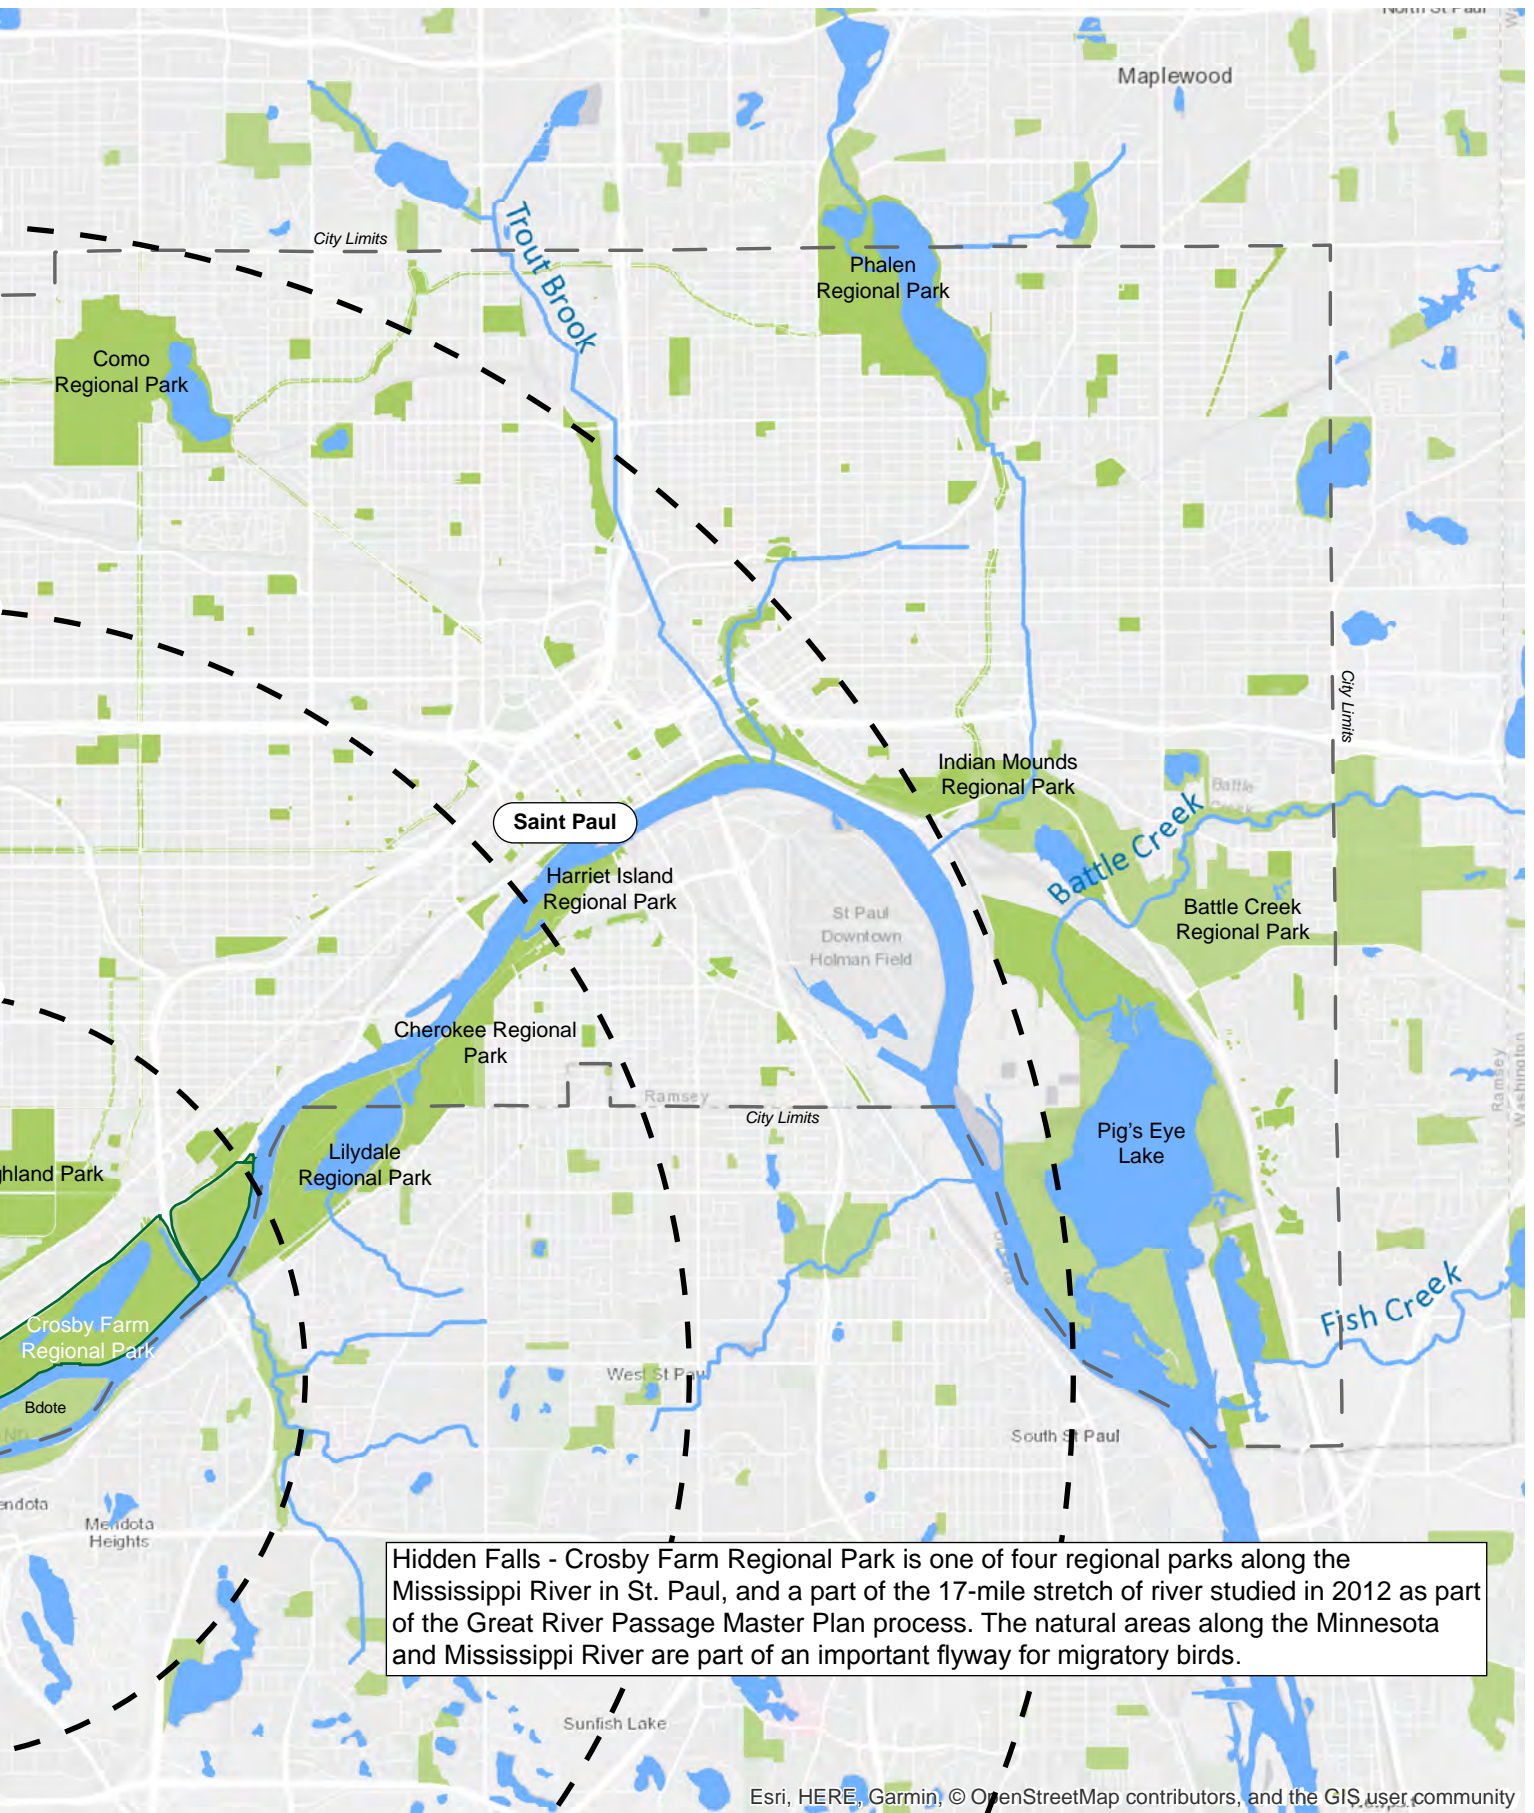 North St Paul
Maplewood
Trout Brook
City Limits
Phalen
Regional Park
Como
Regional Park
City Limits
Indian Mounds
Regional Park
Battle
Creek
Battle Creek
Saint Paul
Harriet Island
Regional Park
St Paul
Downtown
Holman Field
Battle Creek
Regional Park
Cherokee Regional
Park
Ramsey
City Limits
Ramsey
Washington
Pig's Eye
Lake
Lilydale
Regional Park
ghland Park
Fish Creek
Crosby Farm
Regional Park
Bdote
West St Paul
South St Paul
endota
Mendota
Heights
Hidden Falls - Crosby Farm Regional Park is one of four regional parks along the
Mississippi River in St. Paul, and a part of the 17-mile stretch of river studied in 2012 as part
of the Great River Passage Master Plan process. The natural areas along the Minnesota
and Mississippi River are part of an important flyway for migratory birds.
Sunfish Lake
Esri, HERE, Garmin, © OpenStreetMap contributors, and the GIS user community